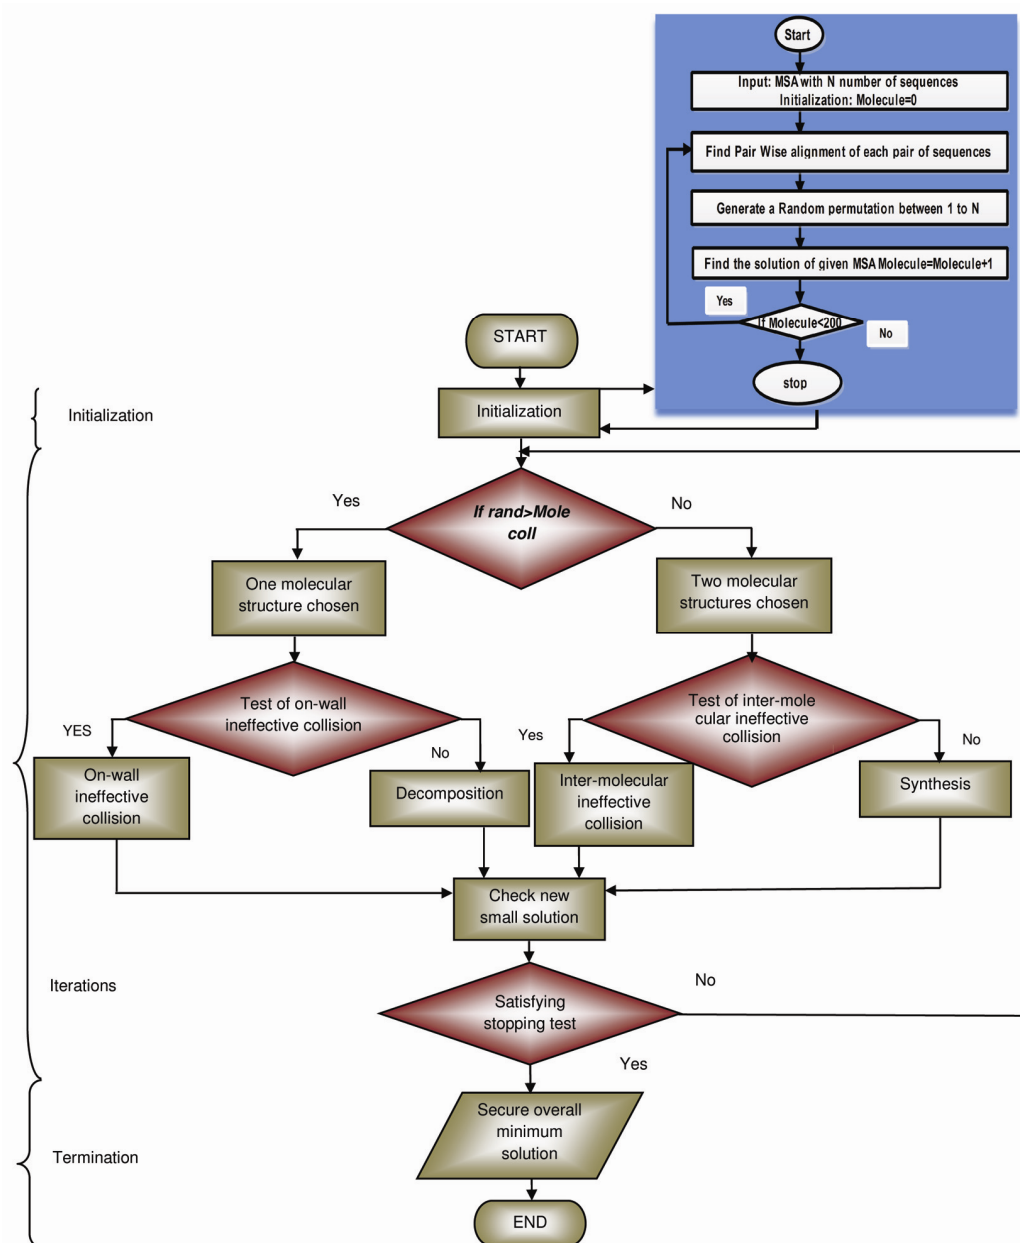 Start
Input: MSA with N number of sequences
Initialization: Molecule=0
Find Pair Wise alignment of each pair of sequences
Generate a Random permutation between 1 to N
Find the solution of given MSA Molecule=Molecule+1
Yes
If Molecule<200
No
stop
START
Initialization
Initialization
If rand>Mole
coll
Yes
No
One molecular
structure chosen
Two molecular
structures chosen
Test of on-wall
ineffective collision
Test of inter-mole
cular ineffective
collision
YES
No
Yes
No
On-wall
ineffective
collision
Decomposition
Inter-molecular
ineffective
collision
Synthesis
Check new
small solution
Iterations
Satisfying
stopping test
No
Yes
Secure overall
minimum
solution
Termination
END